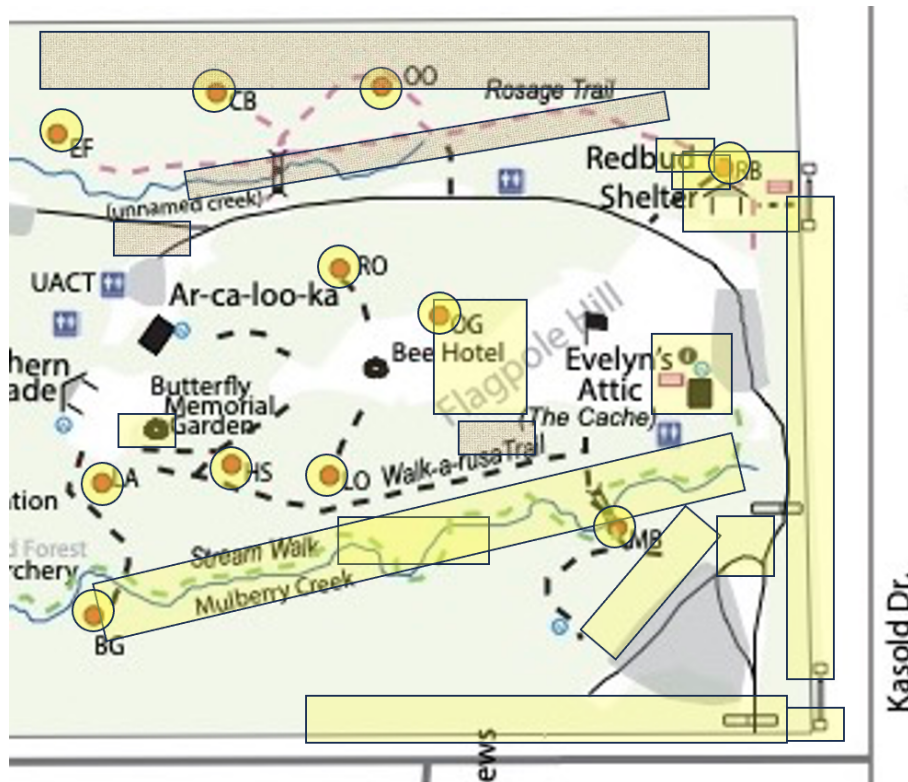 OO
CB
Rosage Trail
EF
Redbud
RB
Shelter
(unnamed creek)
RO
UACT
Ar-ca-loo-ka
OG
Bee Hotel
Flagpole Hill
Evelyn's
Attic
(The Cache)
hern
ade
Butterfly
Memorial
Garden
LA
HS
LO
Walk-a-rusa Trail
tion
d Forest
rchery
Stream Walk
Mulberry Creek
MB
BG
ews
Kasold Dr.